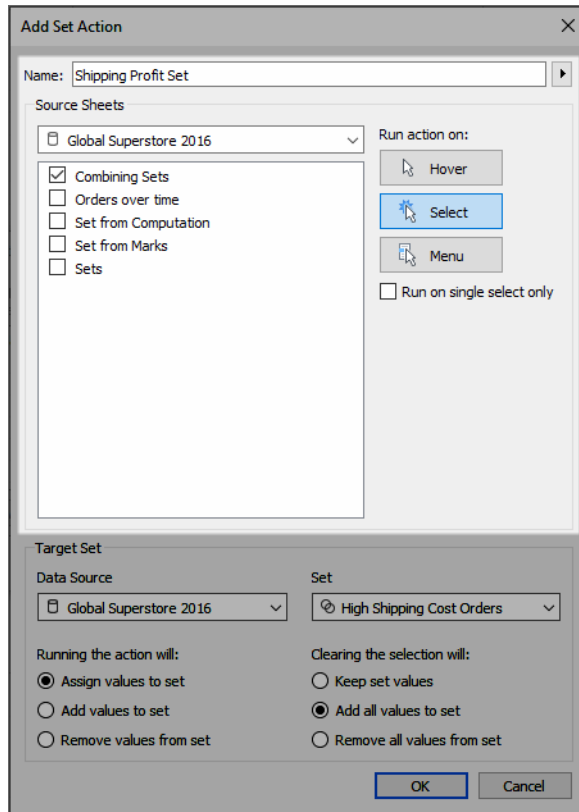 Add Set Action
Name: Shipping Profit Set
Source Sheets
Global Superstore 2016
Combining Sets
Orders over time
Set from Computation
Set from Marks
Sets
Run action on:
Hover
Select
Menu
Run on single select only
Target Set
Data Source
Global Superstore 2016
Set
High Shipping Cost Orders
Running the action will:
Assign values to set
Add values to set
Remove values from set
Clearing the selection will:
Keep set values
Add all values to set
Remove all values from set
OK
Cancel